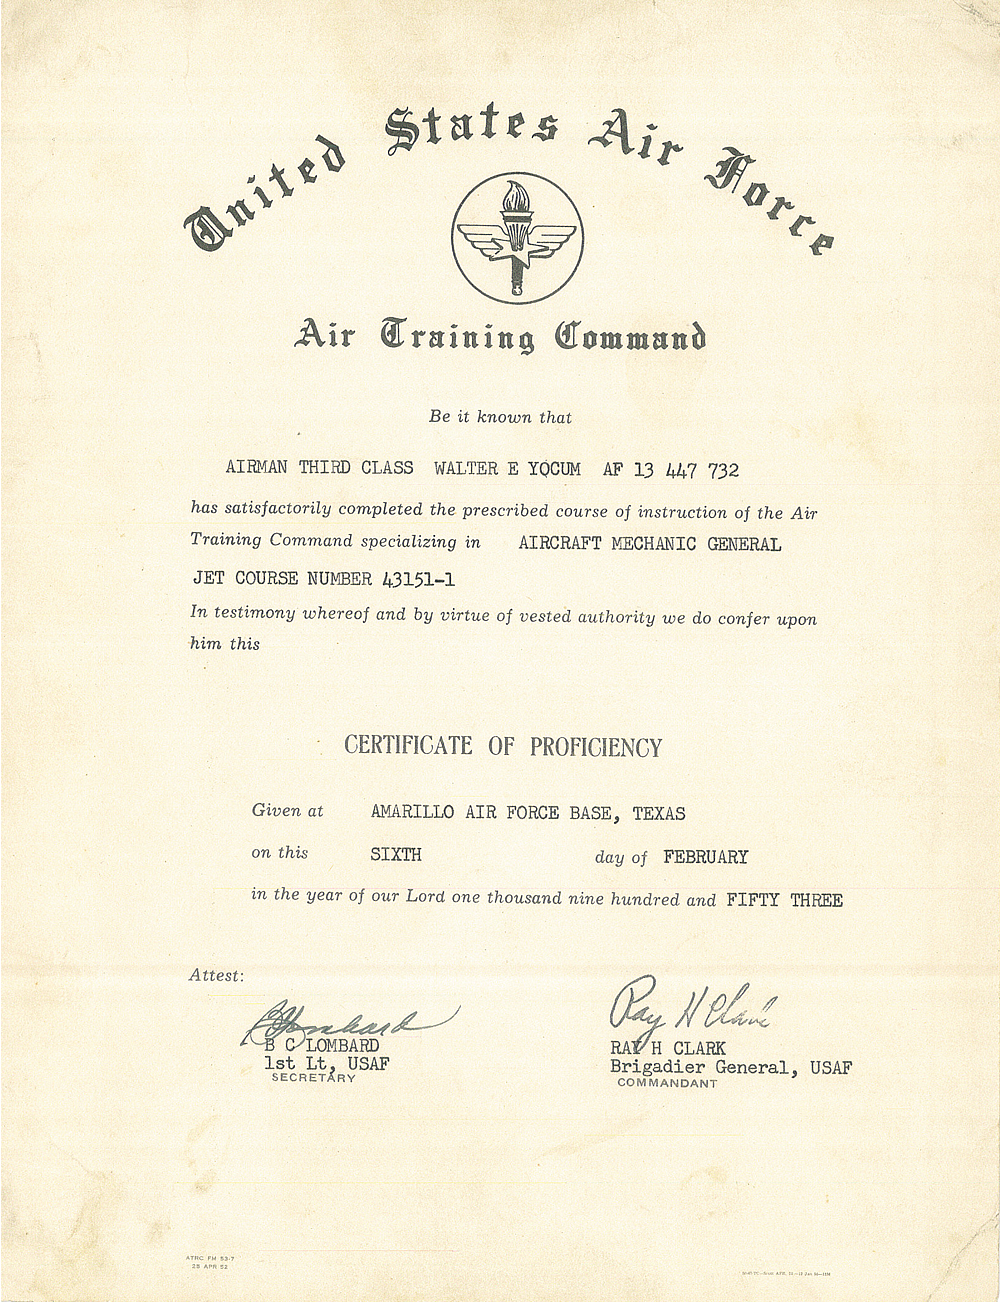 United States Air Force
Air Training Command
Be it known that
AIRMAN THIRD CLASS WALTER E YOCUM AF 13 447 732
has satisfactorily completed the prescribed course of instruction of the Air
Training Command specializing in AIRCRAFT MECHANIC GENERAL
JET COURSE NUMBER 43151-1
In testimony whereof and by virtue of vested authority we do confer upon
him this
CERTIFICATE OF PROFICIENCY
Given at AMARILLO AIR FORCE BASE, TEXAS
on this SIXTH day of FEBRUARY
in the year of our Lord one thousand nine hundred and FIFTY THREE
Attest:
B C Lombard Ray H Clark
B C LOMBARD RAY H CLARK
1st Lt, USAF Brigadier General, USAF
SECRETARY COMMANDANT
ATRC FM 53-7
25 APR 52